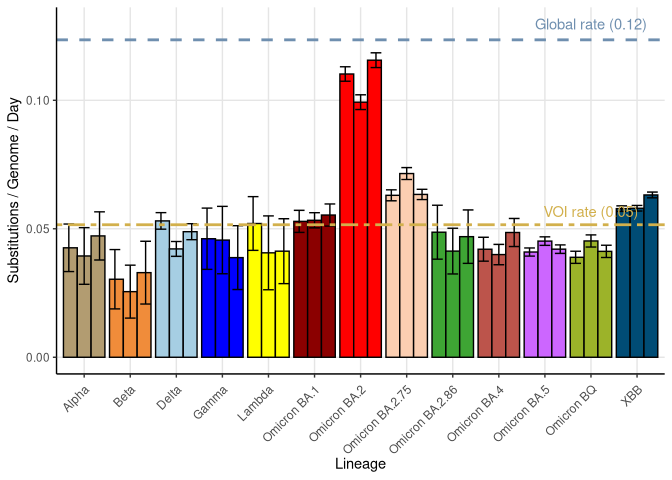 Global rate (0.12)
VOI rate (0.05)
Substitutions / Genome / Day
0.10
0.05
0.00
Alpha
Beta
Delta
Gamma
Lambda
Omicron BA.1
Omicron BA.2
Omicron BA.2.75
Omicron BA.2.86
Omicron BA.4
Omicron BA.5
Omicron BQ
XBB
Lineage